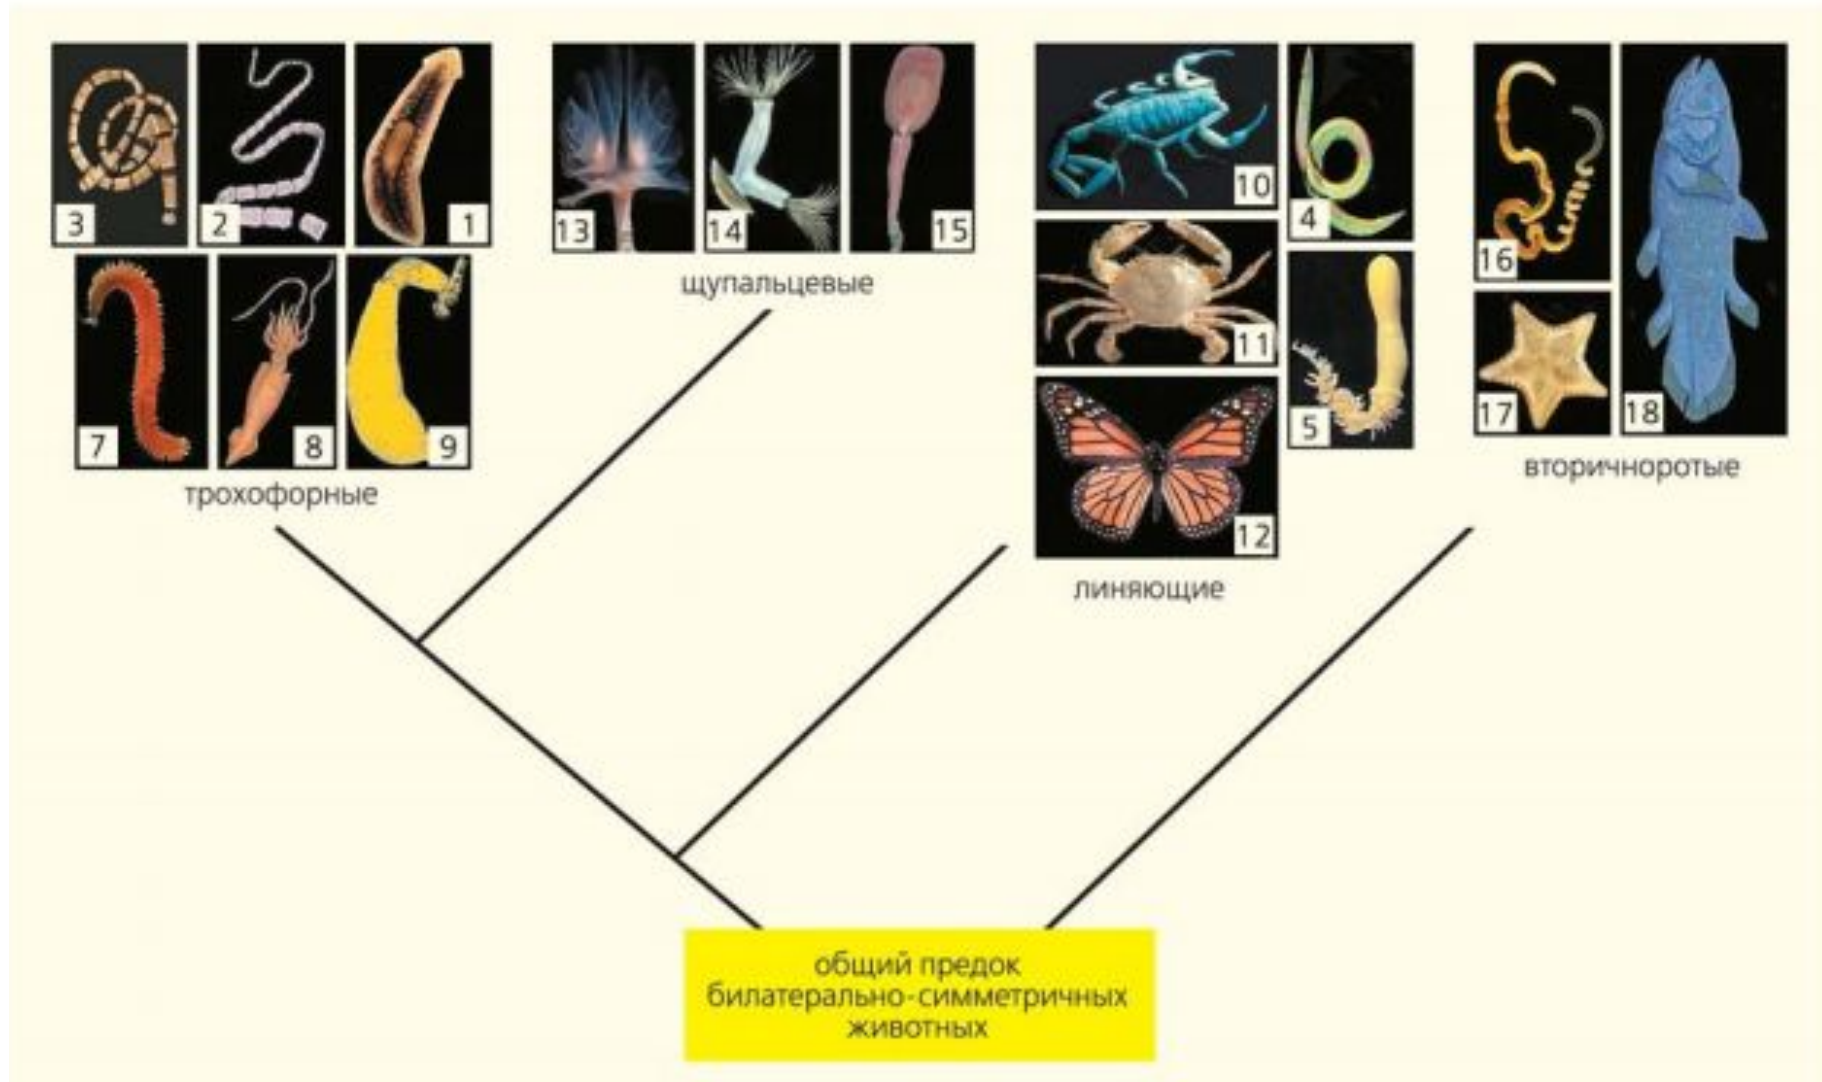 3
2
1
13
14
15
10
4
16
18
щупальцевые
11
7
8
9
5
17
12
трохофорные
вторичноротые
линяющие
общий предок
билатерально-симметричных
животных